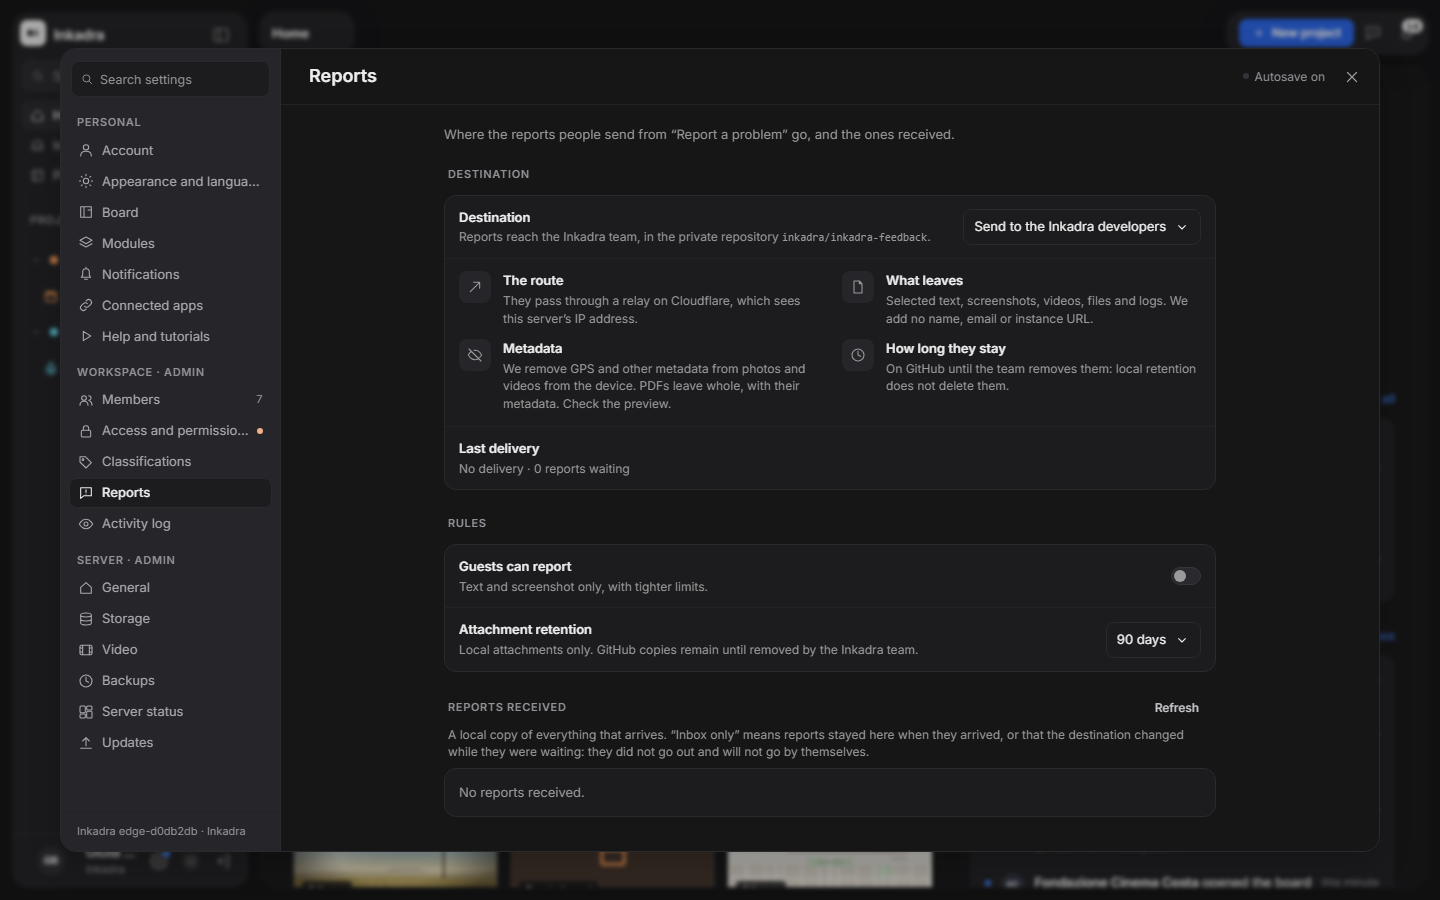 Inkadra
Home
New project
Search settings
Reports
Autosave on
PERSONAL
Account
Appearance and langua...
Board
Modules
Notifications
Connected apps
Help and tutorials
WORKSPACE · ADMIN
Members
7
Access and permissio...
Classifications
Reports
Activity log
SERVER · ADMIN
General
Storage
Video
Backups
Server status
Updates
Inkadra edge-d0db2db · Inkadra
Where the reports people send from “Report a problem” go, and the ones received.
DESTINATION
Destination
Reports reach the Inkadra team, in the private repository inkadra/inkadra-feedback.
Send to the Inkadra developers
The route
They pass through a relay on Cloudflare, which sees
this server’s IP address.
What leaves
Selected text, screenshots, videos, files and logs. We
add no name, email or instance URL.
Metadata
We remove GPS and other metadata from photos and
videos from the device. PDFs leave whole, with their
metadata. Check the preview.
How long they stay
On GitHub until the team removes them: local retention
does not delete them.
Last delivery
No delivery · 0 reports waiting
RULES
Guests can report
Text and screenshot only, with tighter limits.
Attachment retention
Local attachments only. GitHub copies remain until removed by the Inkadra team.
90 days
REPORTS RECEIVED
Refresh
A local copy of everything that arrives. “Inbox only” means reports stayed here when they arrived, or that the destination changed
while they were waiting: they did not go out and will not go by themselves.
No reports received.
Fondazione Cinema Costa opened the board